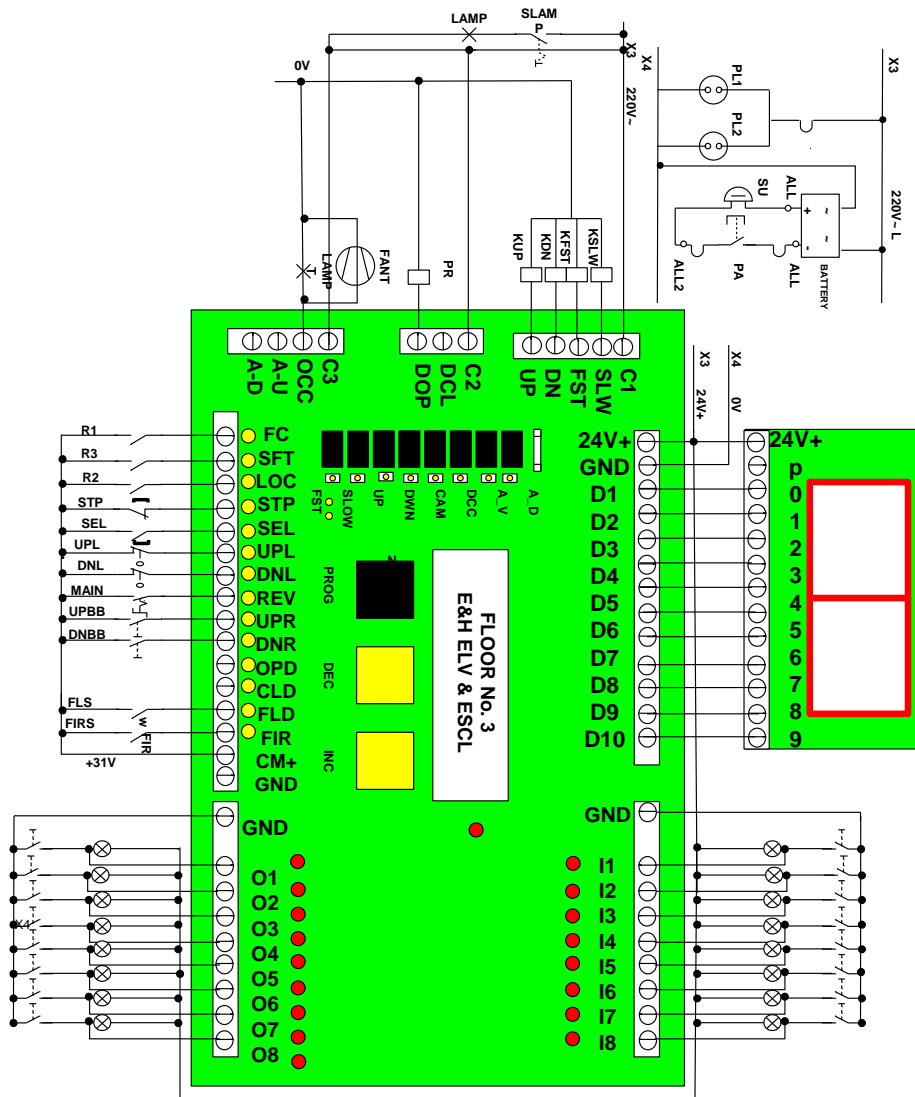 LAMP
SLAM
P
0V
X3
X4
220V~
PL1
PL2
X3
220V~ L
SU
ALL
ALL2
PA
ALL
+ ~
- ~
BATTERY
KUP
KDN
KFST
KSLW
PR
FANT
LAMP
T
A-D
A-U
OCC
C3
DOP
DCL
C2
UP
DN
FST
SLW
C1
X3
24V+
X4
0V
R1
R3
R2
STP
SEL
UPL
DNL
MAIN
UPBB
DNBB
FLS
FIRS
FIR
+31V
FC
SFT
LOC
STP
SEL
UPL
DNL
REV
UPR
DNR
OPD
CLD
FLD
FIR
CM+
GND
FST
SLOW
UP
DWN
CAM
DCC
A_V
A_D
PROG
DEC
INC
FLOOR No. 3
E&H ELV & ESCL
24V+
GND
D1
D2
D3
D4
D5
D6
D7
D8
D9
D10
24V+
p
0
1
2
3
4
5
6
7
8
9
GND
O1
O2
O3
O4
O5
O6
O7
O8
X4
GND
I1
I2
I3
I4
I5
I6
I7
I8